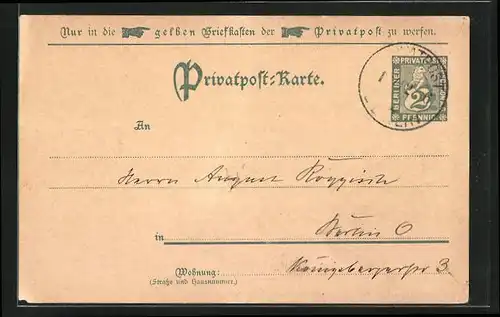 Nur in die gelben Briefkasten der Privatpost zu werfen.
Privatpost-Karte.
BERLINER PRIVATPOST
2
PFENNIG
An
Herrn August
in Berlin O
Wohnung: Königsbergerstr 3.
(Straße und Hausnummer.)